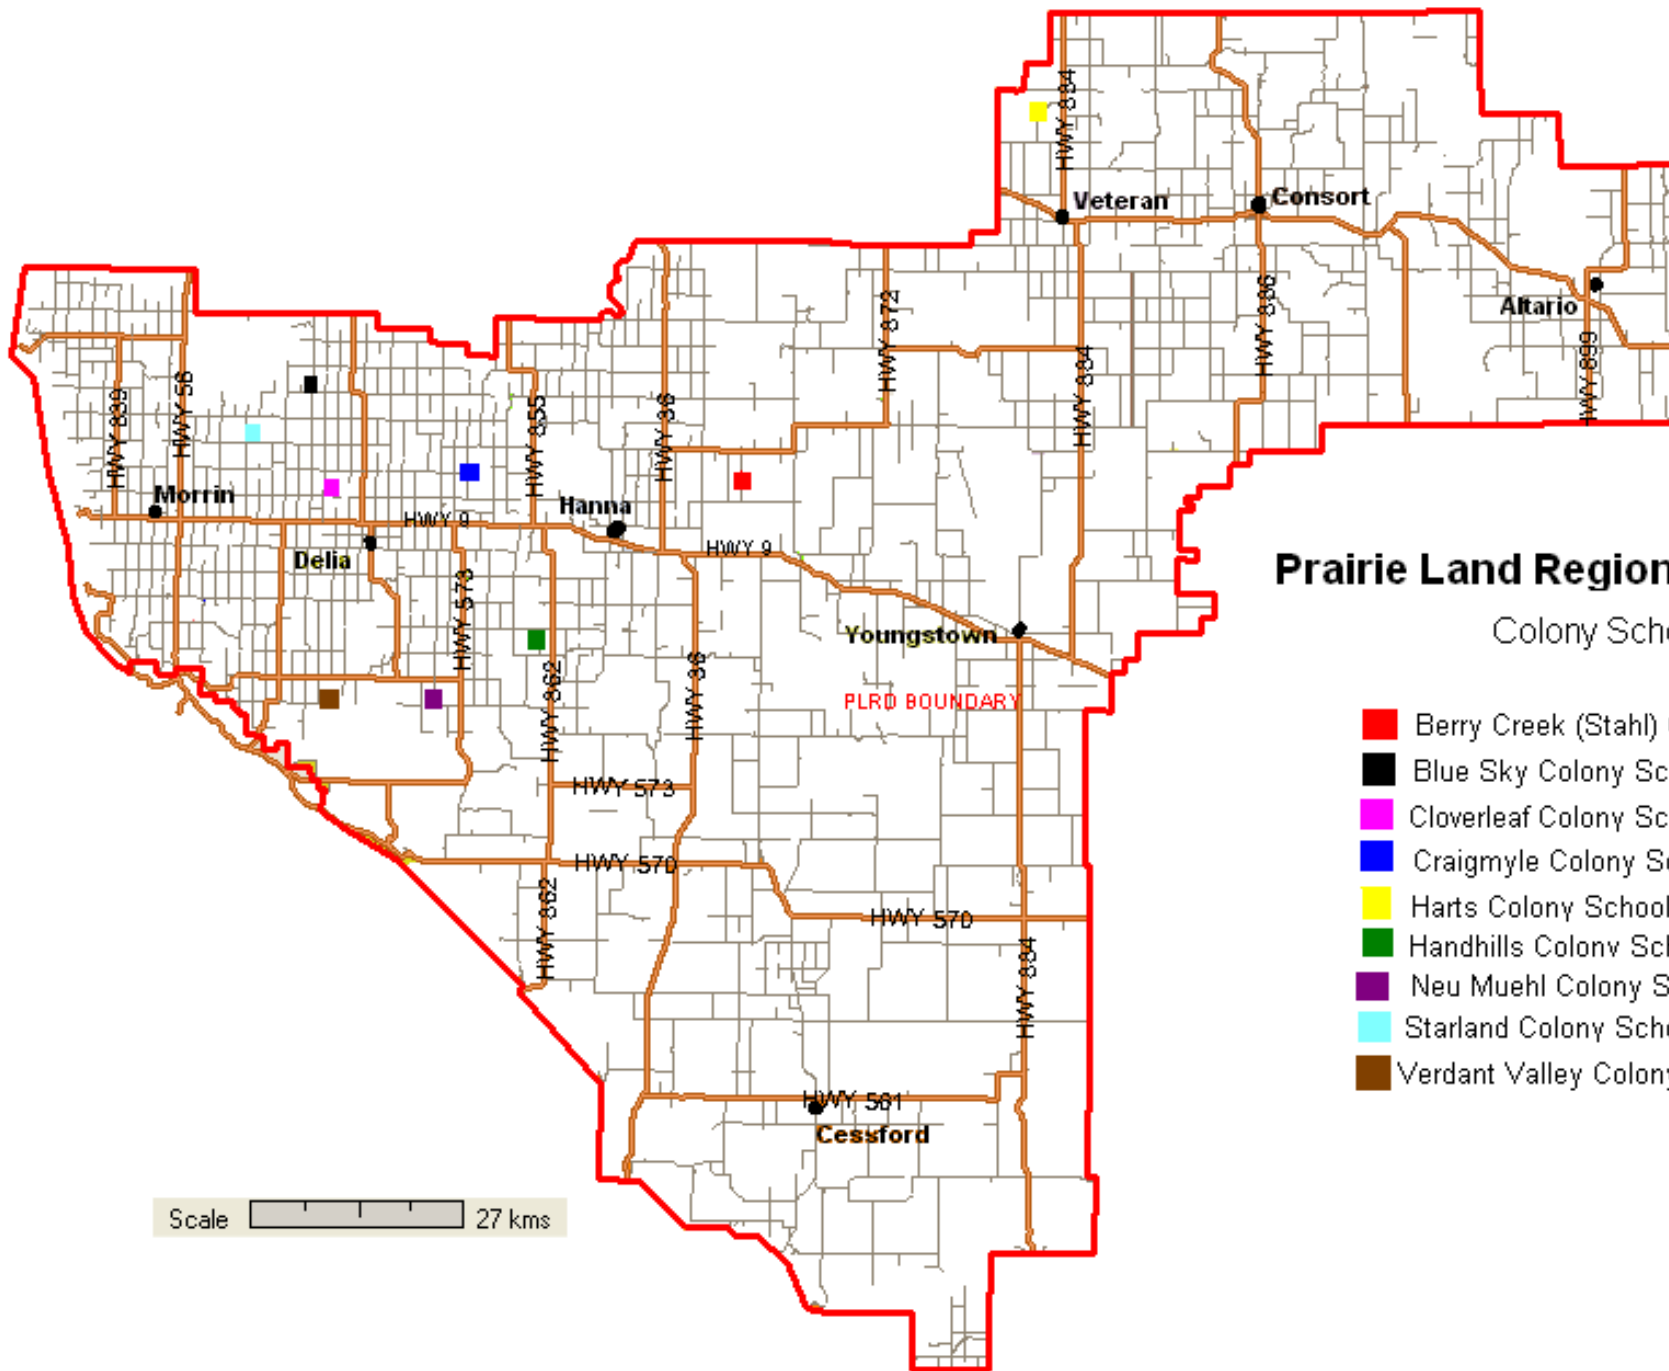 HWY 884
Veteran
Consort
HWY 872
HWY 886
Altario
HWY 899
HWY 839
HWY 56
HWY 855
HWY 36
HWY 884
Morrin
Hanna
HWY 9
HWY 9
Delia
HWY 573
Prairie Land Region
Colony Scho
Youngstown
HWY 862
HWY 36
PLRD BOUNDARY
Berry Creek (Stahl)
Blue Sky Colony Sc
HWY 573
Cloverleaf Colony Sc
HWY 570
Craigmyle Colony S
HWY 862
HWY 570
Harts Colony School
HWY 884
Handhills Colony Sc
Neu Muehl Colony S
Starland Colony Sch
Verdant Valley Colony
HWY 561
Cessford
Scale 27 kms